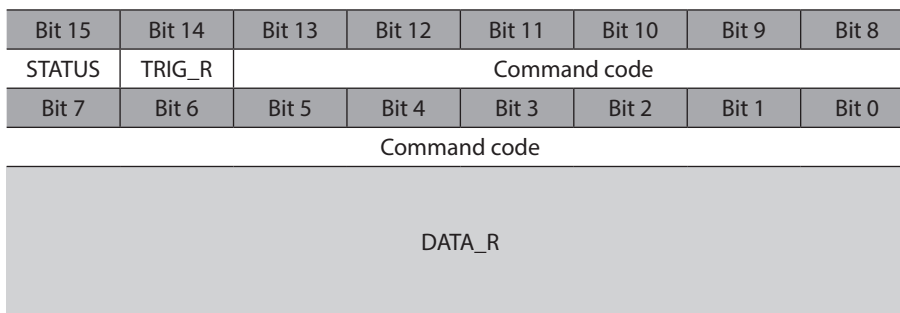 Bit 15 Bit 14 Bit 13 Bit 12 Bit 11 Bit 10 Bit 9 Bit 8
STATUS TRIG_R Command code
Bit 7 Bit 6 Bit 5 Bit 4 Bit 3 Bit 2 Bit 1 Bit 0
Command code
DATA_R